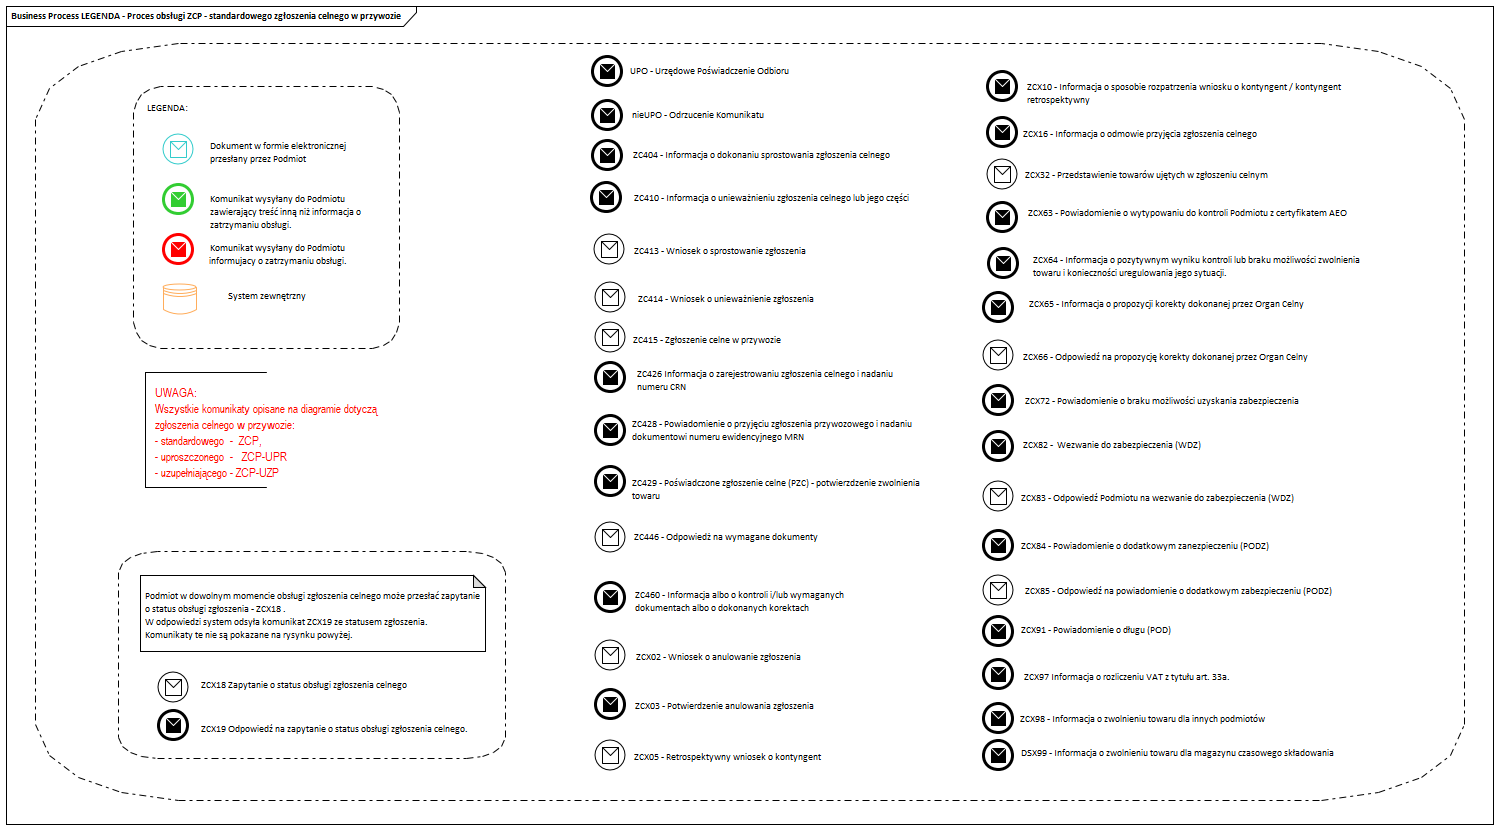 Business Process LEGENDA - Proces obsługi ZCP - standardowego zgłoszenia celnego w przywozie
LEGENDA:
Dokument w formie elektronicznej
przesłany przez Podmiot
Komunikat wysyłany do Podmiotu
zawierający treść inną niż informacja o
zatrzymaniu obsługi.
Komunikat wysyłany do Podmiotu
informujacy o zatrzymaniu obsługi.
System zewnętrzny
UWAGA:
Wszystkie komunikaty opisane na diagramie dotyczą
zgłoszenia celnego w przywozie:
- standardowego - ZCP,
- uproszczonego - ZCP-UPR
- uzupełniającego - ZCP-UZP
Podmiot w dowolnym momencie obsługi zgłoszenia celnego może przesłać zapytanie
o status obsługi zgłoszenia - ZCX18 .
W odpowiedzi system odsyła komunikat ZCX19 ze statusem zgłoszenia.
Komunikaty te nie są pokazane na rysunku powyżej.
ZCX18 Zapytanie o status obsługi zgłoszenia celnego
ZCX19 Odpowiedź na zapytanie o status obsługi zgłoszenia celnego.
UPO - Urzędowe Poświadczenie Odbioru
nieUPO - Odrzucenie Komunikatu
ZC404 - Informacja o dokonaniu sprostowania zgłoszenia celnego
ZC410 - Informacja o unieważnieniu zgłoszenia celnego lub jego części
ZC413 - Wniosek o sprostowanie zgłoszenia
ZC414 - Wniosek o unieważnienie zgłoszenia
ZC415 - Zgłoszenie celne w przywozie
ZC426 Informacja o zarejestrowaniu zgłoszenia celnego i nadaniu
numeru CRN
ZC428 - Powiadomienie o przyjęciu zgłoszenia przywozowego i nadaniu
dokumentowi numeru ewidencyjnego MRN
ZC429 - Poświadczone zgłoszenie celne (PZC) - potwierzdzenie zwolnienia
towaru
ZC446 - Odpowiedź na wymagane dokumenty
ZC460 - Informacja albo o kontroli i/lub wymaganych
dokumentach albo o dokonanych korektach
ZCX02 - Wniosek o anulowanie zgłoszenia
ZCX03 - Potwierdzenie anulowania zgłoszenia
ZCX05 - Retrospektywny wniosek o kontyngent
ZCX10 - Informacja o sposobie rozpatrzenia wniosku o kontyngent / kontyngent
retrospektywny
ZCX16 - Informacja o odmowie przyjęcia zgłoszenia celnego
ZCX32 - Przedstawienie towarów ujętych w zgłoszeniu celnym
ZCX63 - Powiadomienie o wytypowaniu do kontroli Podmiotu z certyfikatem AEO
ZCX64 - Informacja o pozytywnym wyniku kontroli lub braku możliwości zwolnienia
towaru i konieczności uregulowania jego sytuacji.
ZCX65 - Informacja o propozycji korekty dokonanej przez Organ Celny
ZCX66 - Odpowiedź na propozycję korekty dokonanej przez Organ Celny
ZCX72 - Powiadomienie o braku możliwości uzyskania zabezpieczenia
ZCX82 - Wezwanie do zabezpieczenia (WDZ)
ZCX83 - Odpowiedź Podmiotu na wezwanie do zabezpieczenia (WDZ)
ZCX84 - Powiadomienie o dodatkowym zanezpieczeniu (PODZ)
ZCX85 - Odpowiedź na powiadomienie o dodatkowym zabezpieczeniu (PODZ)
ZCX91 - Powiadomienie o długu (POD)
ZCX97 Informacja o rozliczeniu VAT z tytułu art. 33a.
ZCX98 - Informacja o zwolnieniu towaru dla innych podmiotów
DSX99 - Informacja o zwolnieniu towaru dla magazynu czasowego składowania